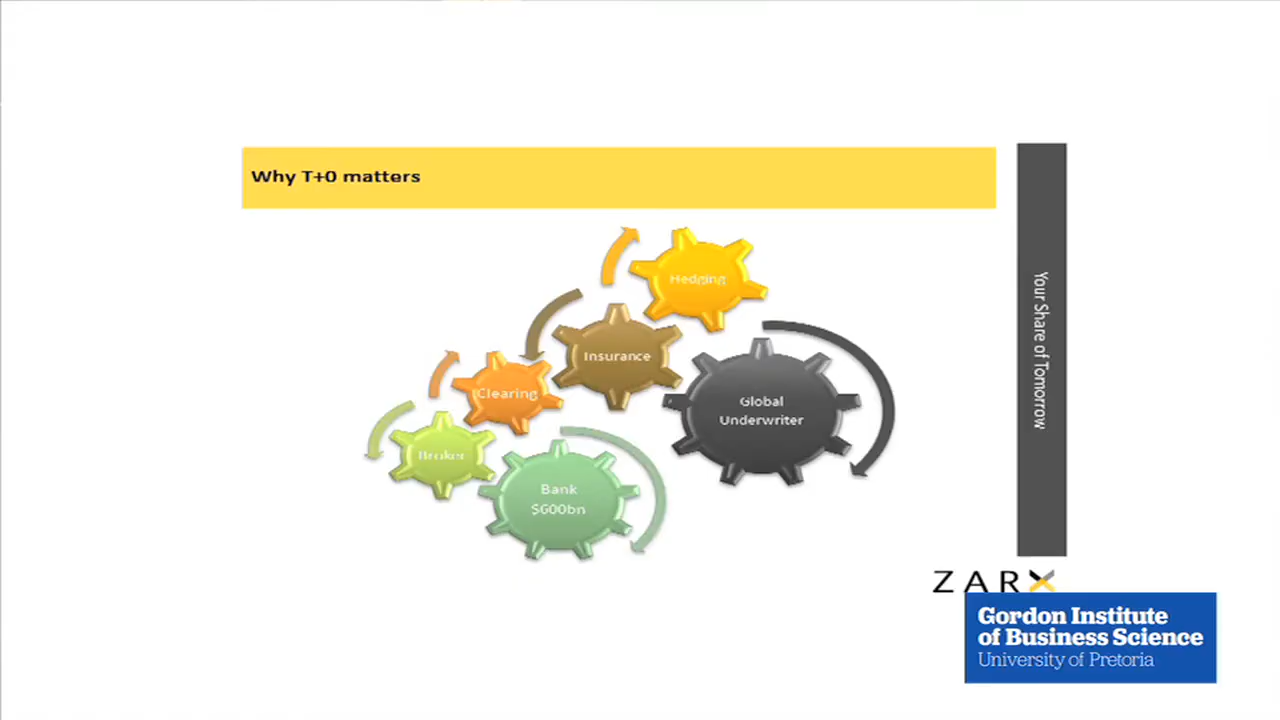 Why T+0 matters
Hedging
Insurance
Clearing
Global
Underwriter
Broker
Bank
$600bn
Your Share of Tomorrow
ZARX
Gordon Institute
of Business Science
University of Pretoria